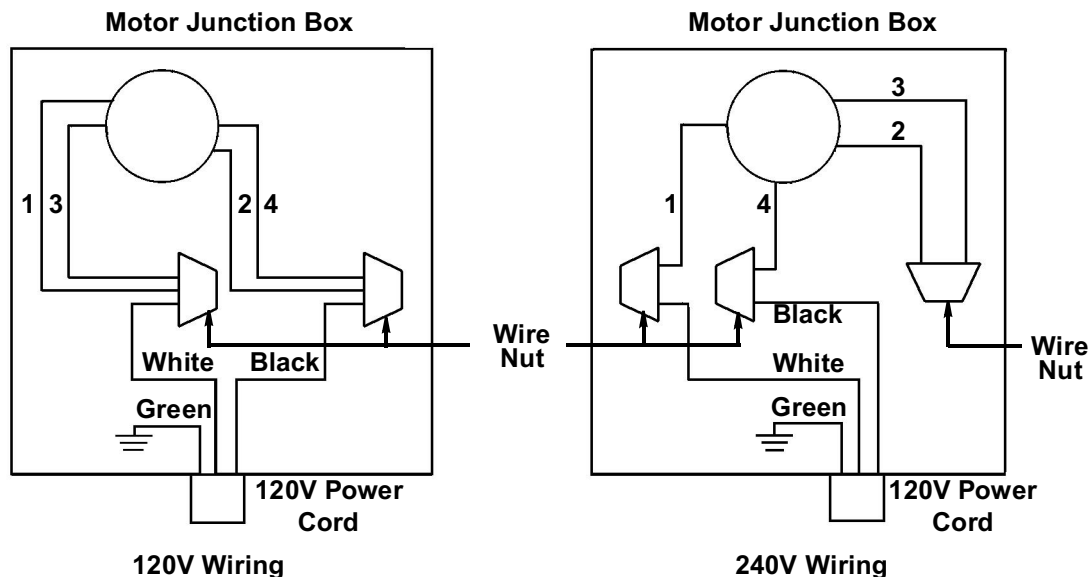 Motor Junction Box
1 3 2 4
White Black
Green
120V Power
Cord
120V Wiring
Wire
Nut
Motor Junction Box
3
2
1 4
Black
White
Green
120V Power
Cord
240V Wiring
Wire
Nut